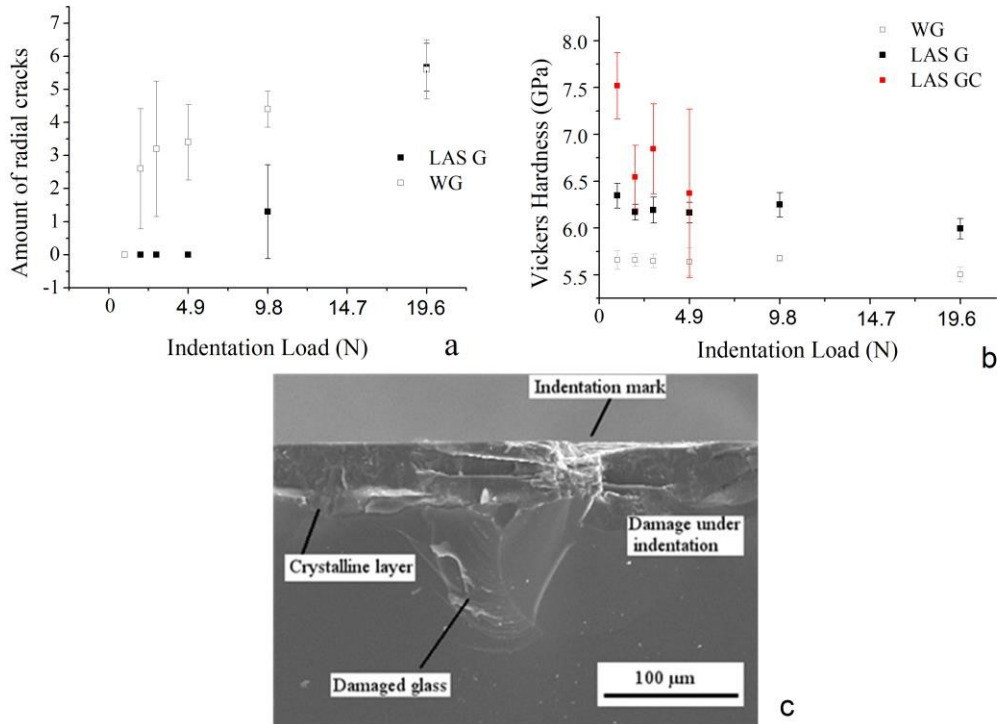 7
6
5
4
3
2
1
0
-1
Amount of radial cracks
LAS G
WG
0
4.9
9.8
14.7
19.6
Indentation Load (N)
a
8.0
7.5
7.0
6.5
6.0
5.5
Vickers Hardness (GPa)
WG
LAS G
LAS GC
0
4.9
9.8
14.7
19.6
Indentation Load (N)
b
Indentation mark
Damage under
indentation
Crystalline layer
Damaged glass
100 μm
c